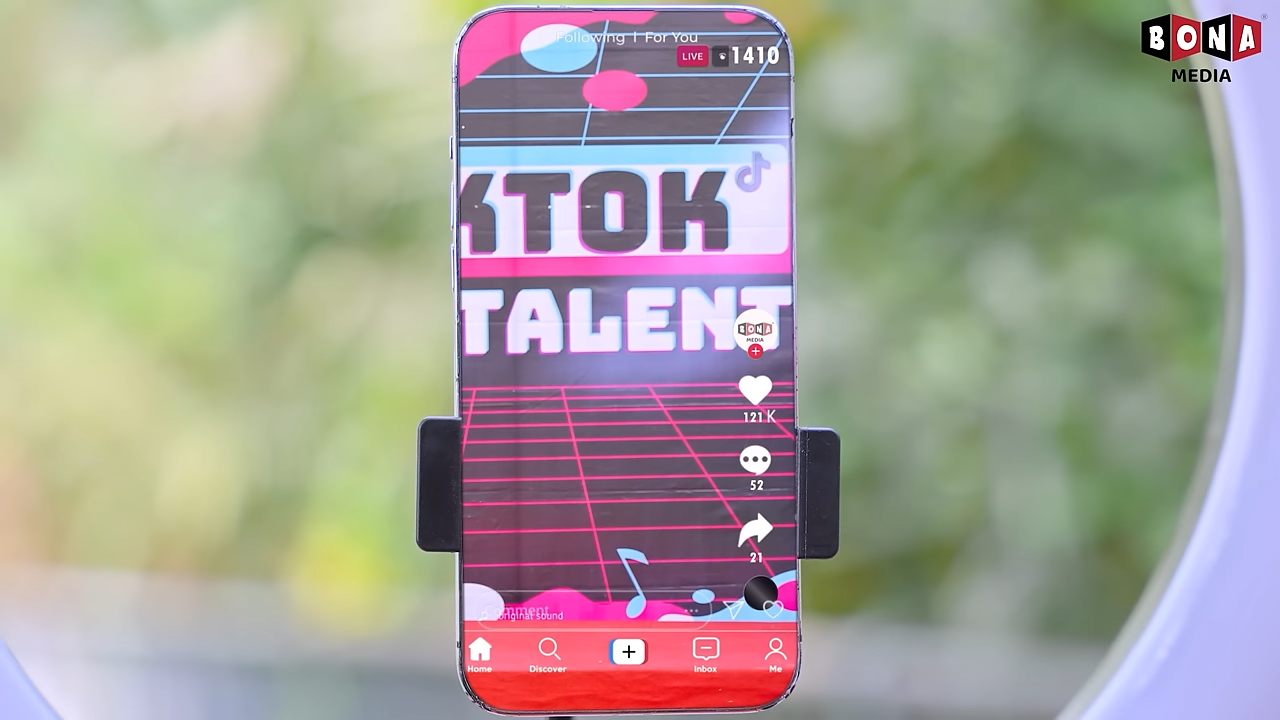 BONA
MEDIA
Following | For You
LIVE 1410
KTOK
TALENT
BONA
MEDIA
121 K
52
21
Comment
original sound
Home
Discover
Inbox
Me